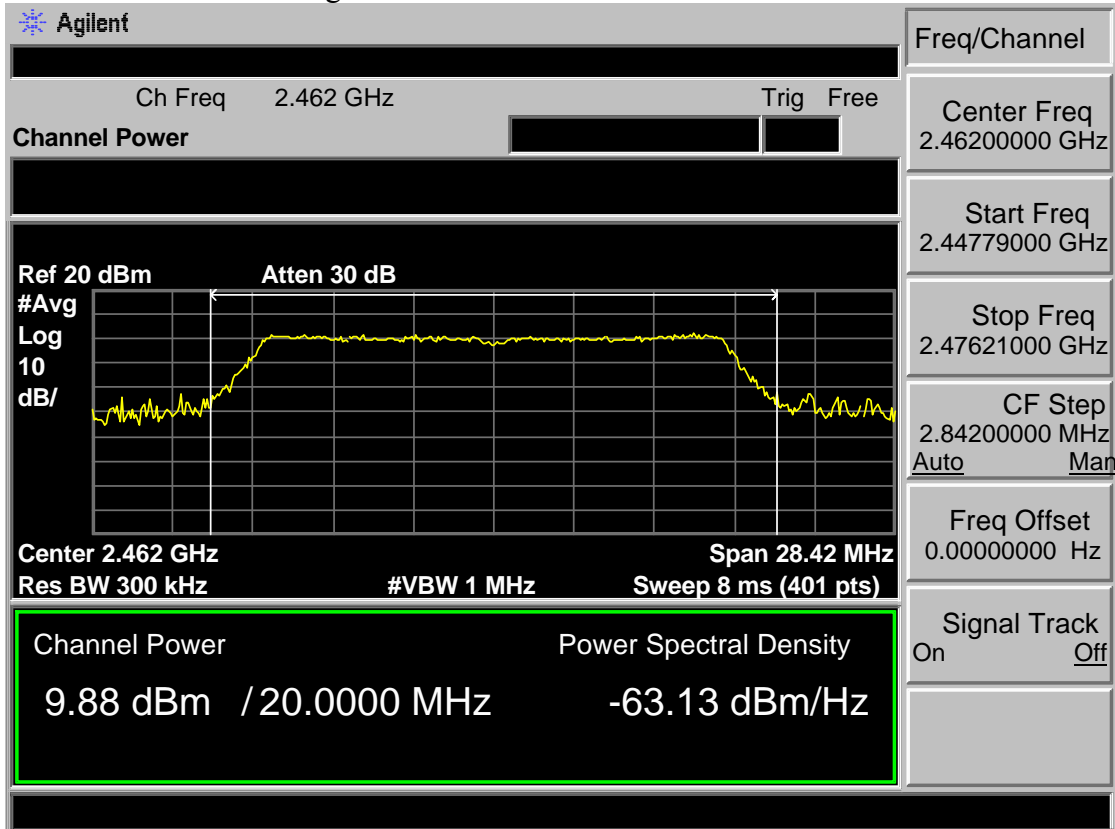 Agilent
Freq/Channel
Ch Freq 2.462 GHz Trig Free
Channel Power
Center Freq
2.46200000 GHz
Start Freq
2.44779000 GHz
Stop Freq
2.47621000 GHz
CF Step
2.84200000 MHz
Auto Man
Freq Offset
0.00000000 Hz
Signal Track
On Off
Ref 20 dBm Atten 30 dB
#Avg
Log
10
dB/
Center 2.462 GHz Span 28.42 MHz
Res BW 300 kHz #VBW 1 MHz Sweep 8 ms (401 pts)
Channel Power Power Spectral Density
9.88 dBm / 20.0000 MHz -63.13 dBm/Hz